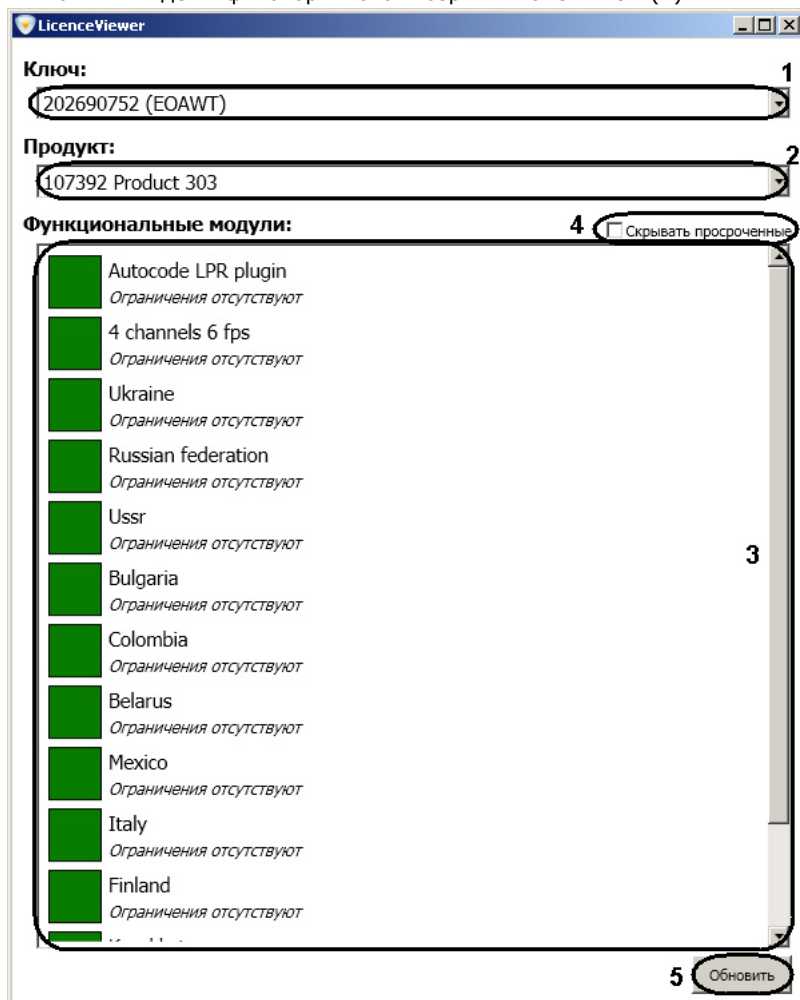 LicenceViewer
Ключ:
1
202690752 (EOAWT)
Продукт:
2
107392 Product 303
Функциональные модули:
4
Скрывать просроченные
Autocode LPR plugin
Ограничения отсутствуют
4 channels 6 fps
Ограничения отсутствуют
Ukraine
Ограничения отсутствуют
Russian federation
Ограничения отсутствуют
Ussr
Ограничения отсутствуют
3
Bulgaria
Ограничения отсутствуют
Colombia
Ограничения отсутствуют
Belarus
Ограничения отсутствуют
Mexico
Ограничения отсутствуют
Italy
Ограничения отсутствуют
Finland
Ограничения отсутствуют
5
Обновить